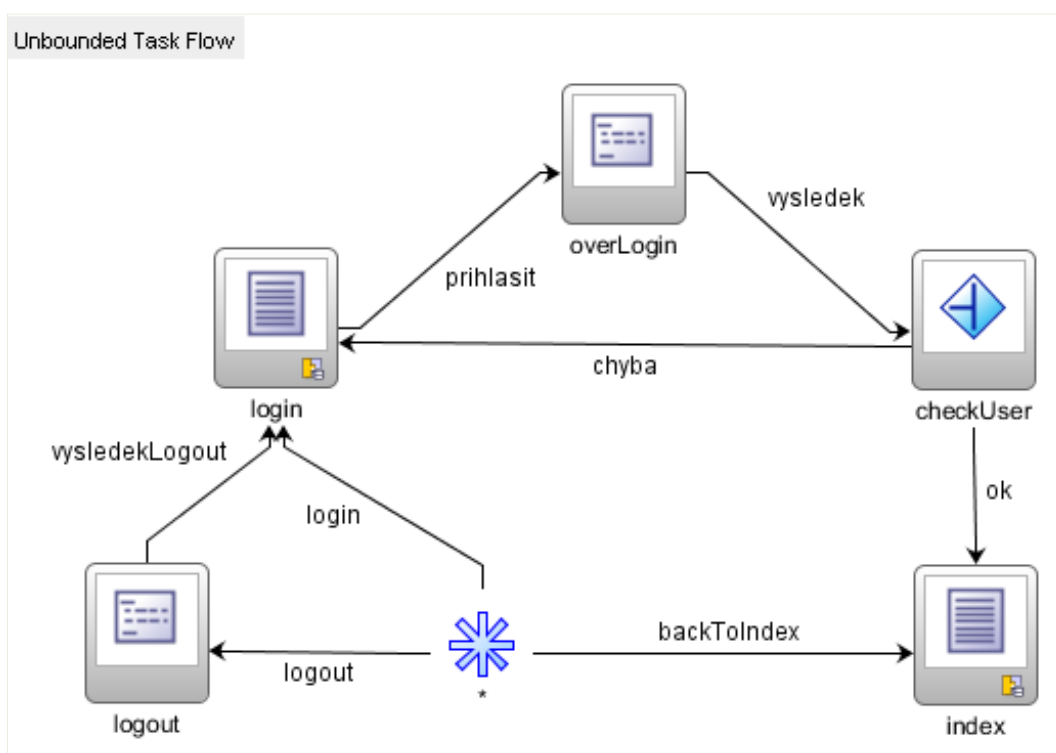 Unbounded Task Flow
overLogin
vysledek
prihlasit
chyba
login
checkUser
vysledekLogout
login
ok
backToIndex
logout
*
logout
index